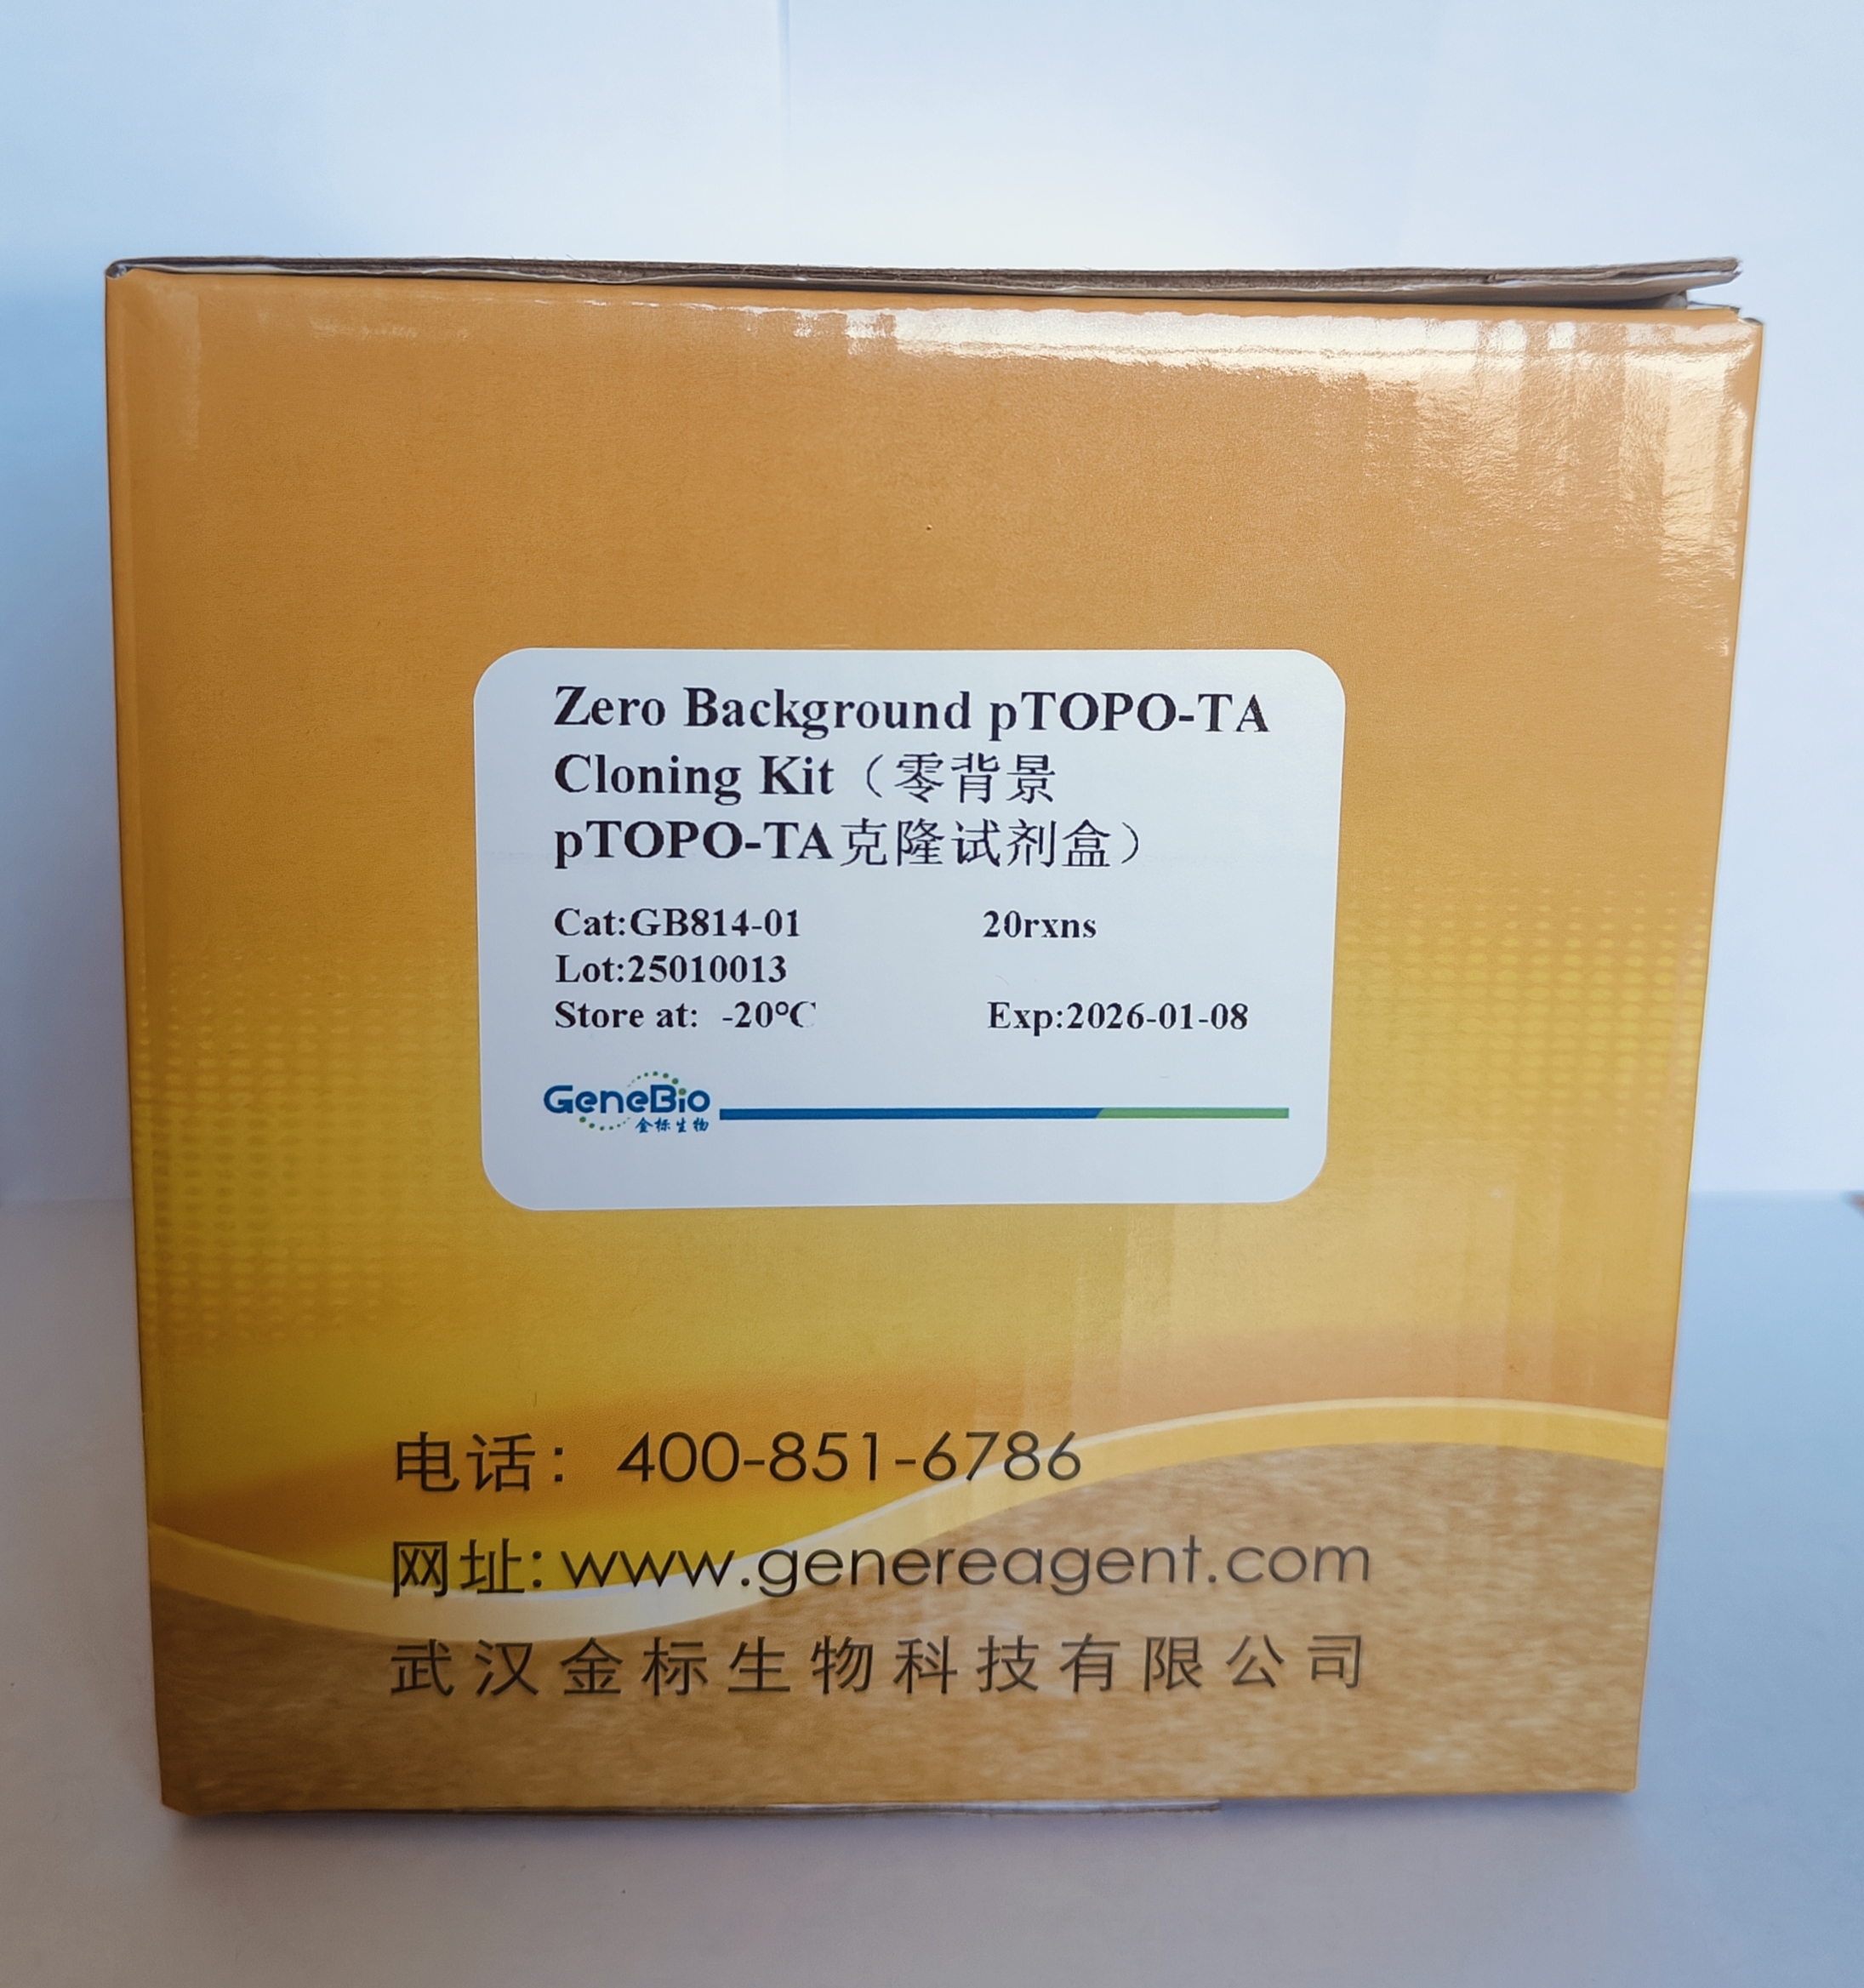 Zero Background pTOPO-TA
Cloning Kit（零背景
pTOPO-TA克隆试剂盒）
Cat:GB814-01 20rxns
Lot:25010013
Store at: -20℃ Exp:2026-01-08
GeneBio
金标生物
电话： 400-851-6786
网址: www.genereagent.com
武汉金标生物科技有限公司